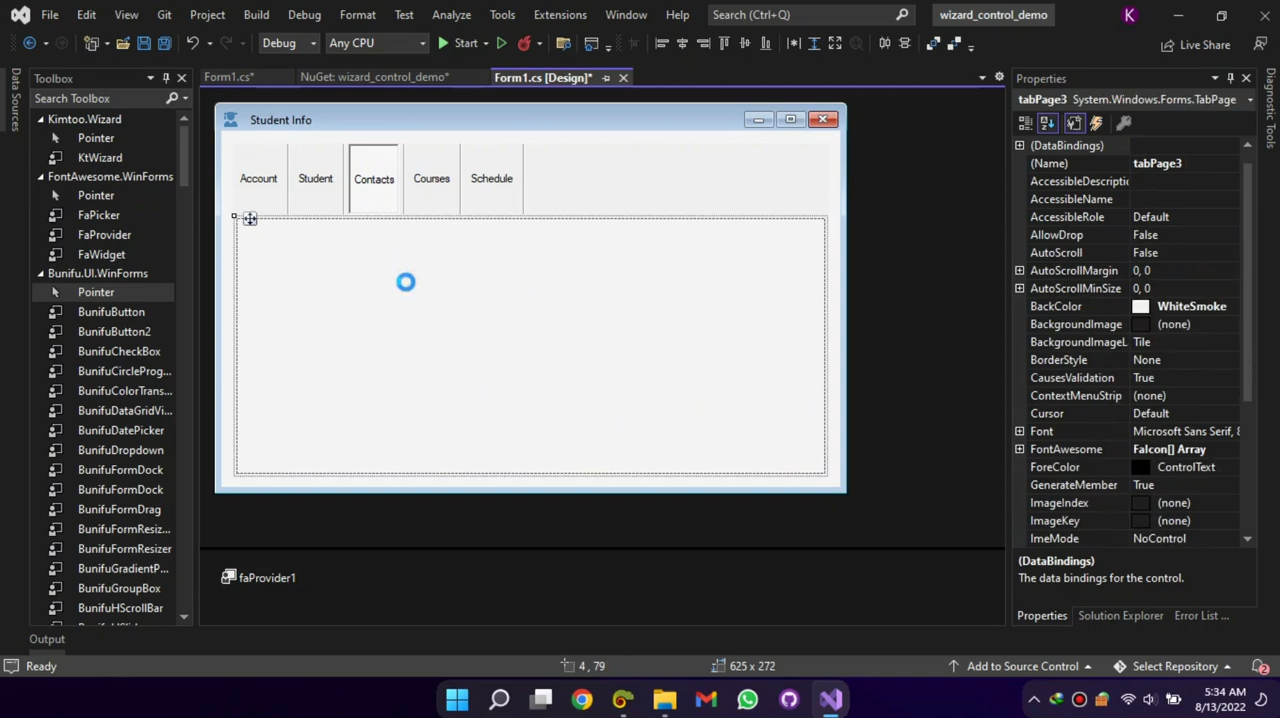 File Edit View Git Project Build Debug Format Test Analyze Tools Extensions Window Help Search (Ctrl+Q) wizard_control_demo K
Debug Any CPU Start Live Share
Data Sources
Toolbox
Form1.cs* NuGet: wizard_control_demo* Form1.cs [Design]*
Properties
Diagnostic Tools
Search Toolbox
tabPage3 System.Windows.Forms.TabPage
Kimtoo.Wizard
Pointer
KtWizard
FontAwesome.WinForms
Pointer
FaPicker
FaProvider
FaWidget
Bunifu.UI.WinForms
Pointer
BunifuButton
BunifuButton2
BunifuCheckBox
BunifuCircleProg...
BunifuColorTrans...
BunifuDataGridVi...
BunifuDatePicker
BunifuDropdown
BunifuFormDock
BunifuFormDock
BunifuFormDrag
BunifuFormResiz...
BunifuFormResizer
BunifuGradientP...
BunifuGroupBox
BunifuHScrollBar
Student Info
Account Student Contacts Courses Schedule
faProvider1
(DataBindings)
(Name) tabPage3
AccessibleDescriptic
AccessibleName
AccessibleRole Default
AllowDrop False
AutoScroll False
AutoScrollMargin 0, 0
AutoScrollMinSize 0, 0
BackColor WhiteSmoke
BackgroundImage (none)
BackgroundImageL Tile
BorderStyle None
CausesValidation True
ContextMenuStrip (none)
Cursor Default
Font Microsoft Sans Serif, 8
FontAwesome Falcon[] Array
ForeColor ControlText
GenerateMember True
ImageIndex (none)
ImageKey (none)
ImeMode NoControl
(DataBindings)
The data bindings for the control.
Properties Solution Explorer Error List ...
Output
Ready 4 , 79 625 x 272 Add to Source Control Select Repository 2
5:34 AM
8/13/2022